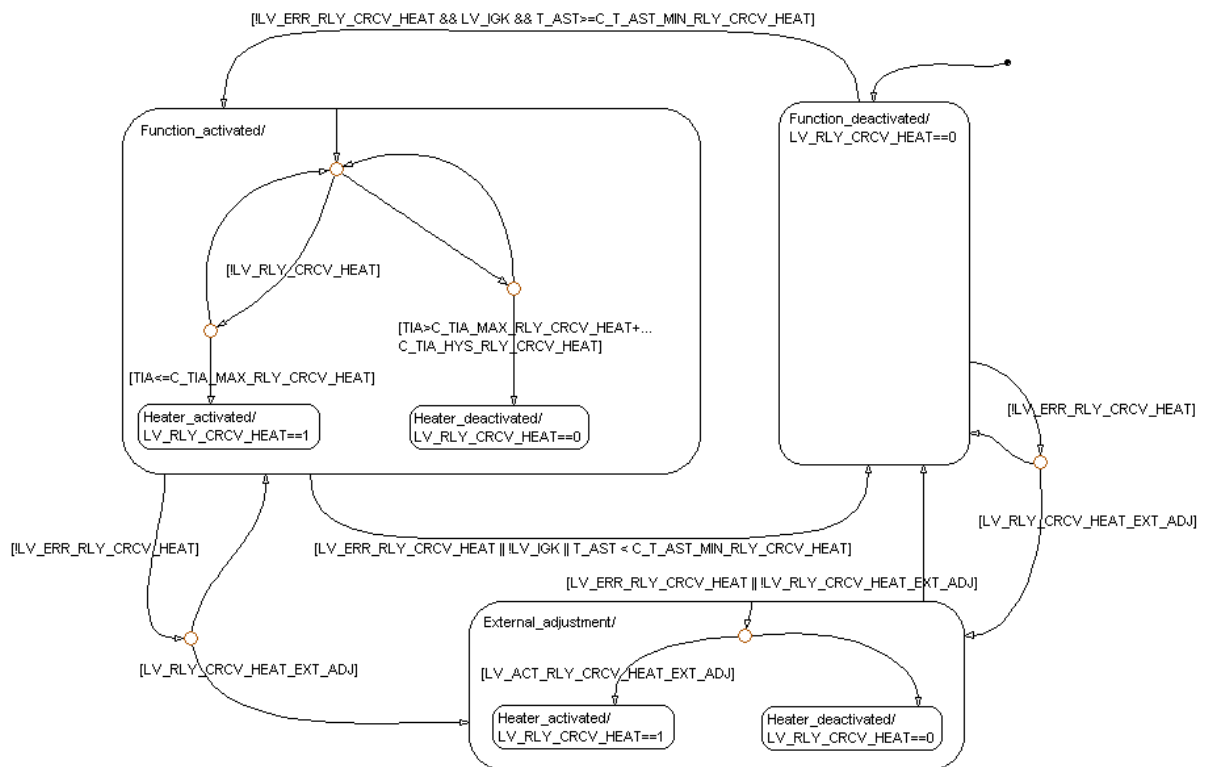 [!LV_ERR_RLY_CRCV_HEAT && LV_IGK && T_AST>=C_T_AST_MIN_RLY_CRCV_HEAT]
Function_activated/
Function_deactivated/
LV_RLY_CRCV_HEAT==0
[!LV_RLY_CRCV_HEAT]
[TIA>C_TIA_MAX_RLY_CRCV_HEAT+...
C_TIA_HYS_RLY_CRCV_HEAT]
[TIA<=C_TIA_MAX_RLY_CRCV_HEAT]
Heater_activated/
LV_RLY_CRCV_HEAT==1
Heater_deactivated/
LV_RLY_CRCV_HEAT==0
[!LV_ERR_RLY_CRCV_HEAT]
[LV_RLY_CRCV_HEAT_EXT_ADJ]
[!LV_ERR_RLY_CRCV_HEAT]
[LV_ERR_RLY_CRCV_HEAT || !LV_IGK || T_AST < C_T_AST_MIN_RLY_CRCV_HEAT]
[LV_ERR_RLY_CRCV_HEAT || !LV_RLY_CRCV_HEAT_EXT_ADJ]
External_adjustment/
[LV_RLY_CRCV_HEAT_EXT_ADJ]
[LV_ACT_RLY_CRCV_HEAT_EXT_ADJ]
Heater_activated/
LV_RLY_CRCV_HEAT==1
Heater_deactivated/
LV_RLY_CRCV_HEAT==0